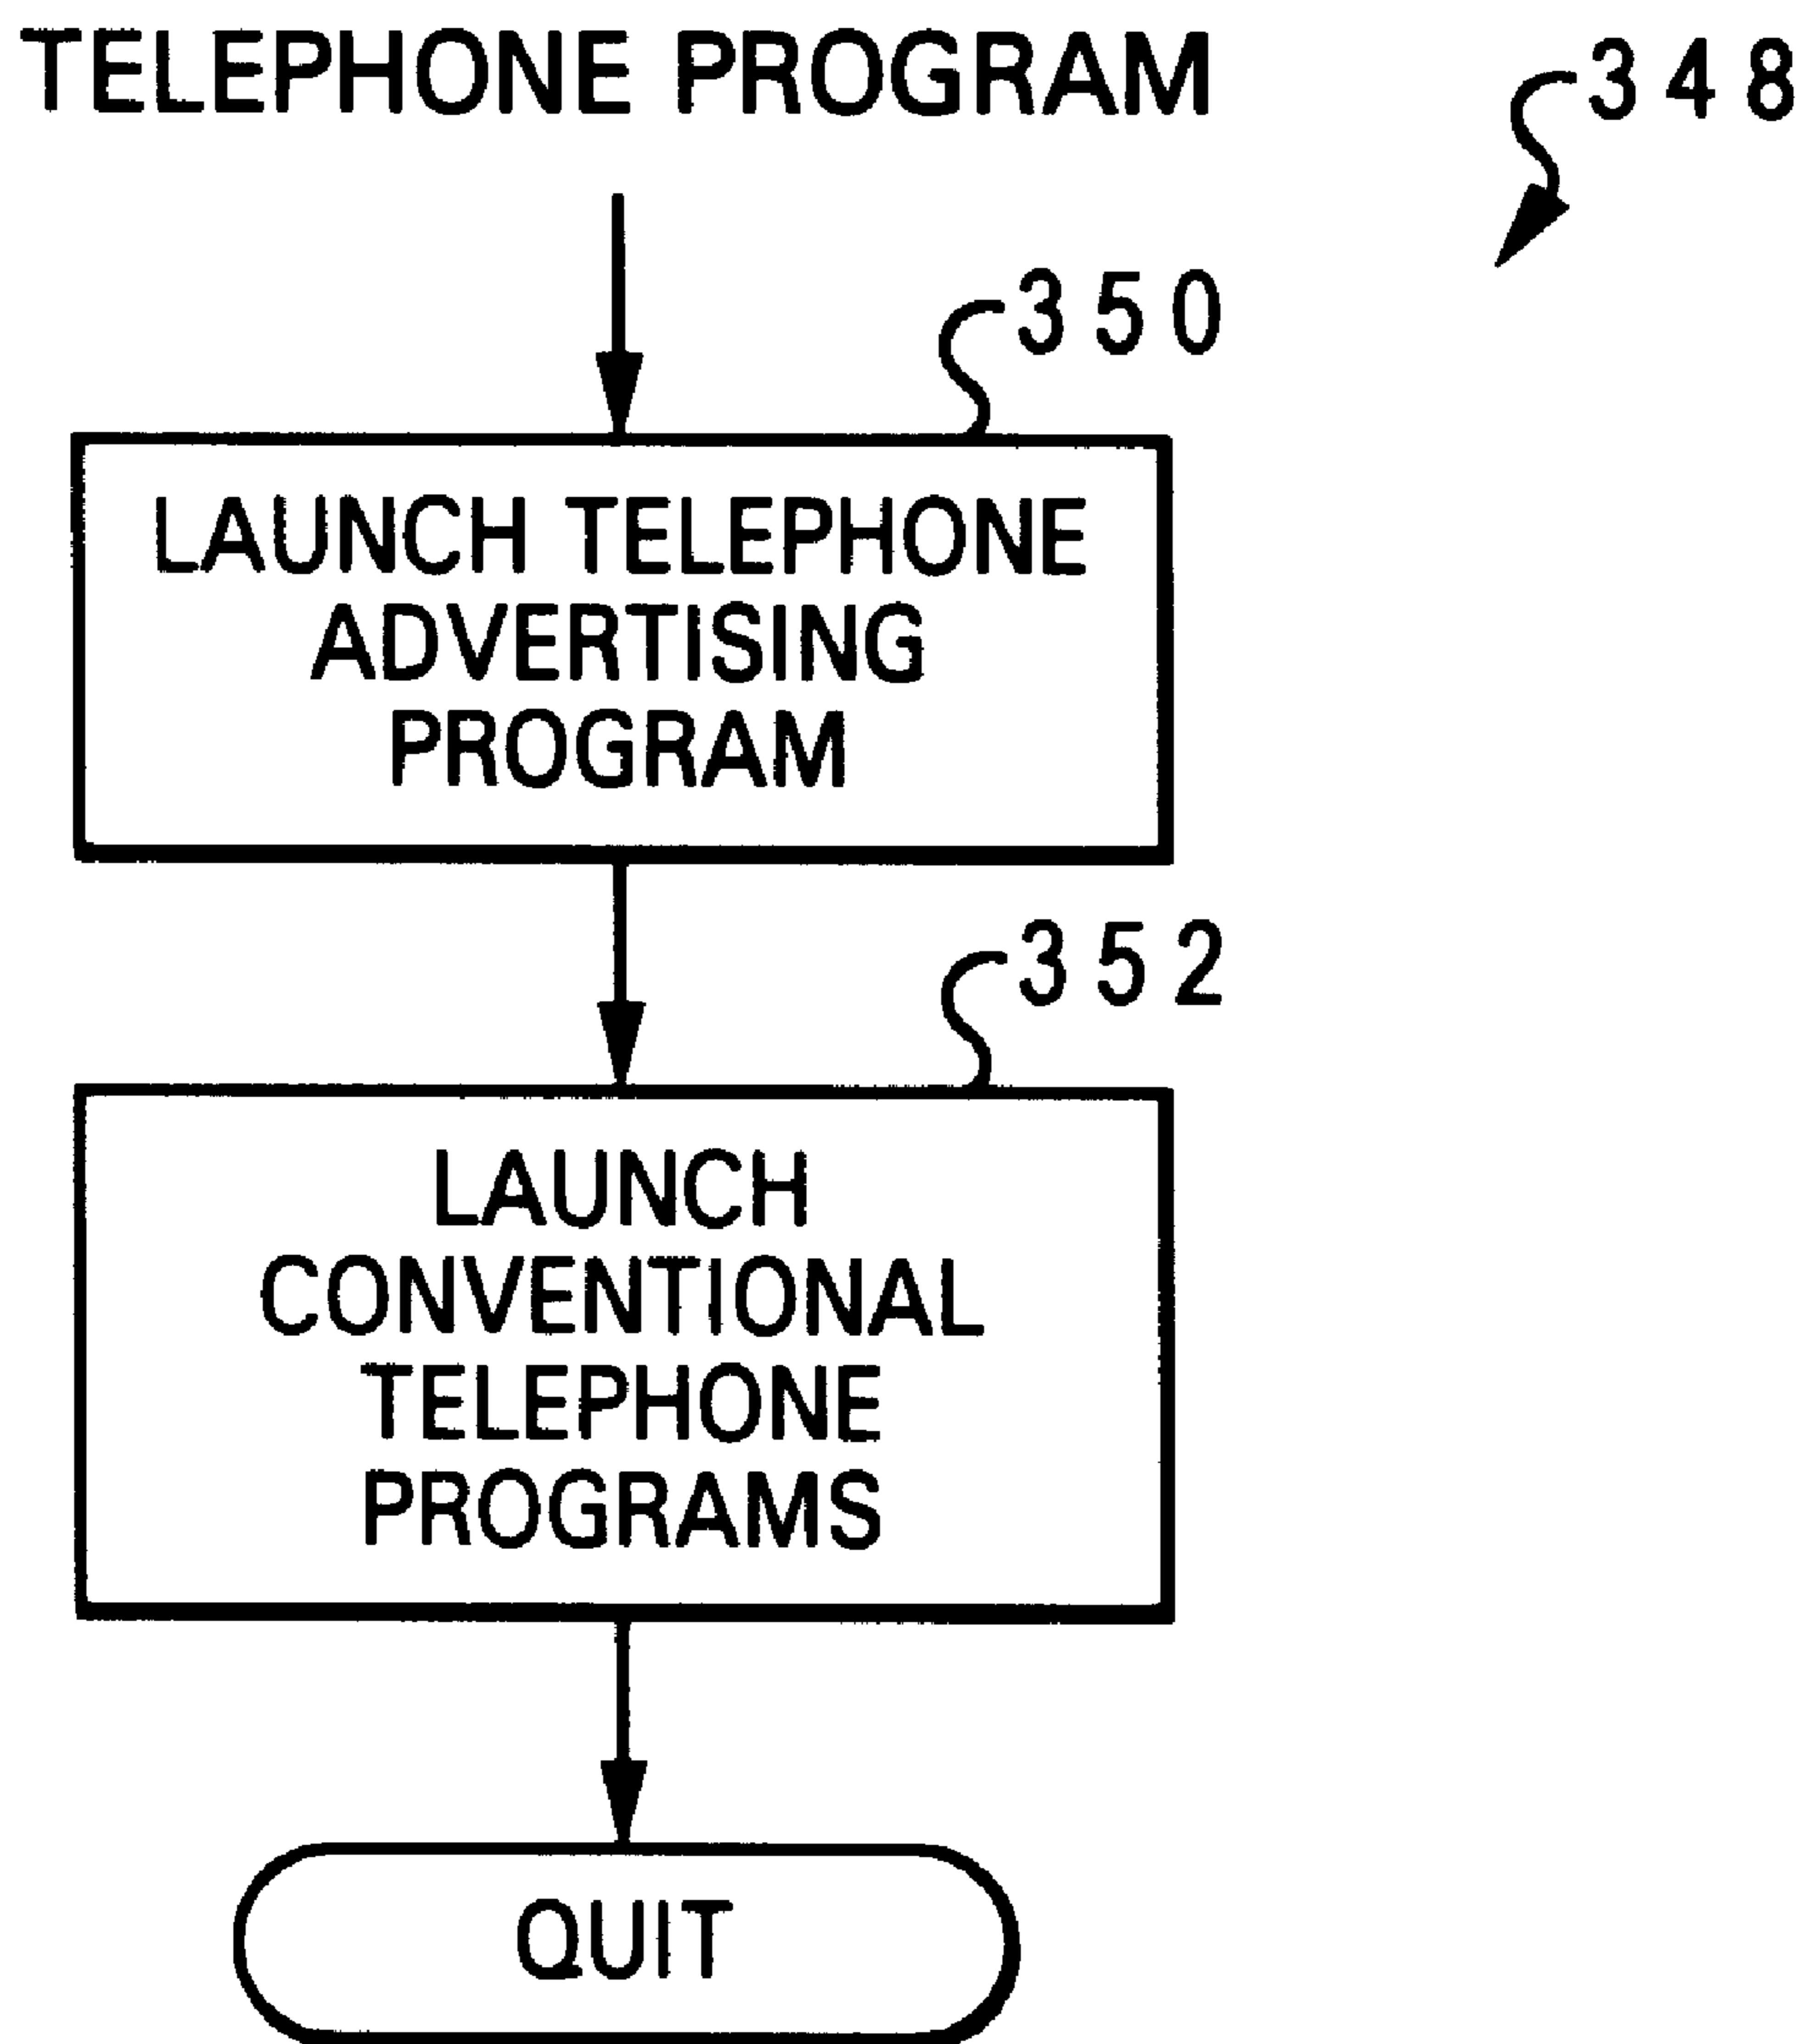 TELEPHONE PROGRAM
348
350
LAUNCH TELEPHONE
ADVERTISING
PROGRAM
352
LAUNCH
CONVENTIONAL
TELEPHONE
PROGRAMS
QUIT